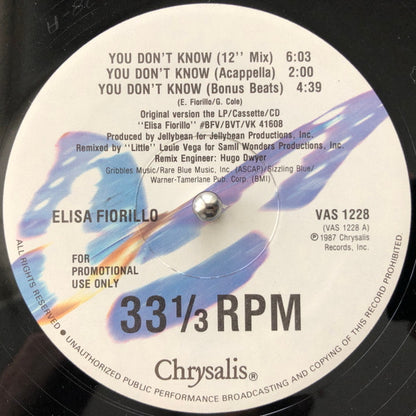 YOU DON'T KNOW (12'' Mix) 6:03
YOU DON'T KNOW (Acappella) 2:00
YOU DON'T KNOW (Bonus Beats) 4:39
(E. Fiorillo/G. Cole)
Original version the LP/Cassette/CD
"Elisa Fiorillo" #BFV/BVT/VK 41608
Produced by Jellybean for Jellybean Productions, Inc.
Remixed by "Little" Louie Vega for Samii Wonders Productions, Inc.
Remix Engineer: Hugo Dwyer
Gribbles Music/Rare Blue Music, Inc. (ASCAP)/Sizzling Blue/
Warner-Tamerlane Pub. Corp. (BMI)
ELISA FIORILLO
VAS 1228
(VAS 1228 A)
℗ 1987 Chrysalis
Records, Inc.
FOR
PROMOTIONAL
USE ONLY
33 1/3 RPM
Chrysalis®
ALL RIGHTS RESERVED ● UNAUTHORIZED PUBLIC PERFORMANCE BROADCASTING AND COPYING OF THIS RECORD PROHIBITED.